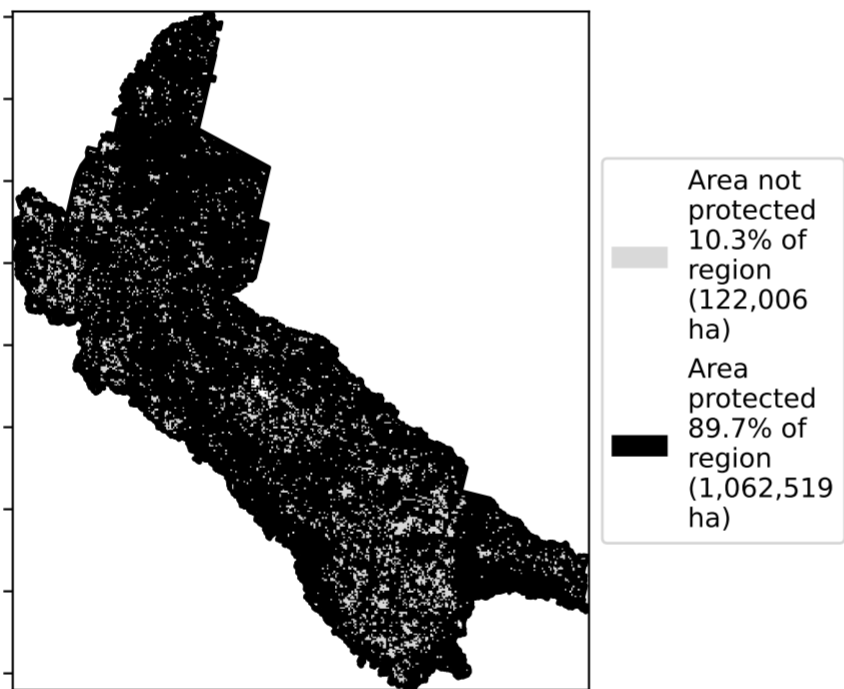 Area not
protected
10.3% of
region
(122,006
ha)
Area
protected
89.7% of
region
(1,062,519
ha)